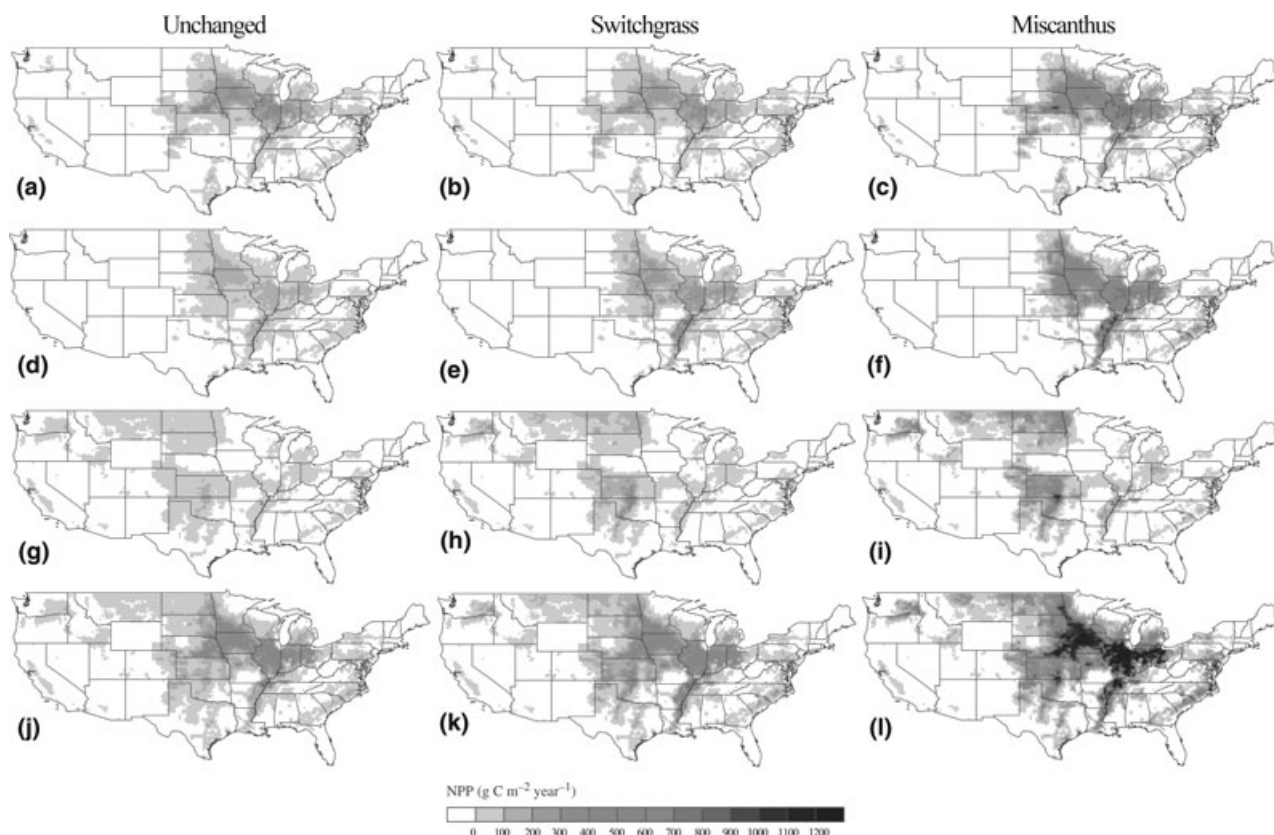 Unchanged Switchgrass Miscanthus
(a) (b) (c)
(d) (e) (f)
(g) (h) (i)
(j) (k) (l)
NPP (g C m⁻² year⁻¹)
0 100 200 300 400 500 600 700 800 900 1000 1100 1200